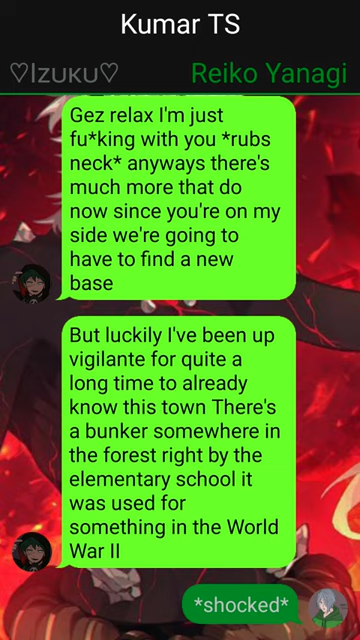 Kumar TS
♡Iᴢᴜᴋᴜ♡ Reiko Yanagi
Gez relax I'm just
fu*king with you *rubs
neck* anyways there's
much more that do
now since you're on my
side we're going to
have to find a new
base
But luckily I've been up
vigilante for quite a
long time to already
know this town There's
a bunker somewhere in
the forest right by the
elementary school it
was used for
something in the World
War II
*shocked*